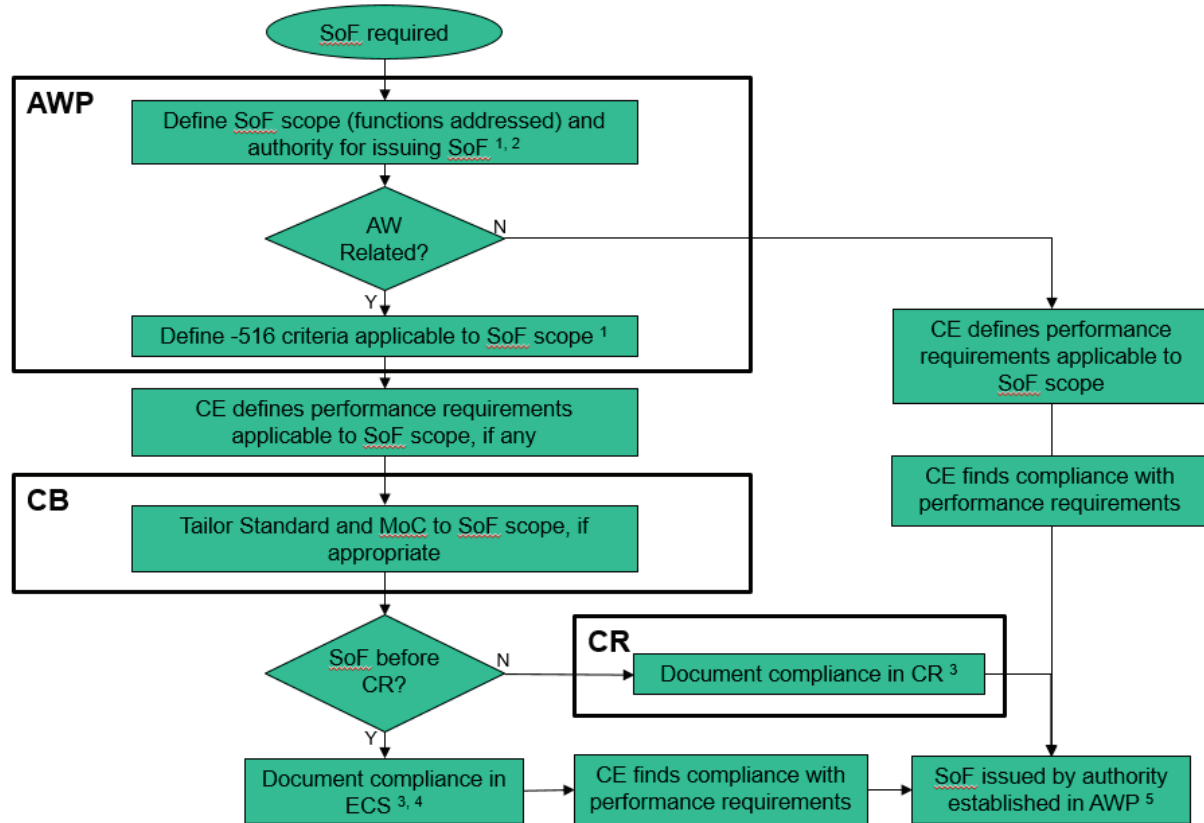 SoF required
AWP
Define SoF scope (functions addressed) and
authority for issuing SoF 1, 2
AW
Related?
N
Y
Define -516 criteria applicable to SoF scope 1
CE defines performance
requirements applicable to
SoF scope
CE defines performance requirements
applicable to SoF scope, if any
CE finds compliance with
performance requirements
CB
Tailor Standard and MoC to SoF scope, if
appropriate
SoF before
CR?
N
Y
CR
Document compliance in CR 3
Document compliance in
ECS 3, 4
CE finds compliance with
performance requirements
SoF issued by authority
established in AWP 5